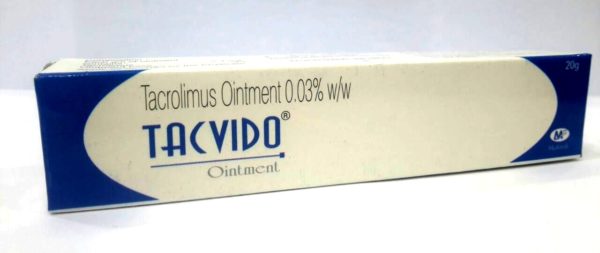 20g
Tacrolimus Ointment 0.03% w/w
TACVIDO®
Ointment